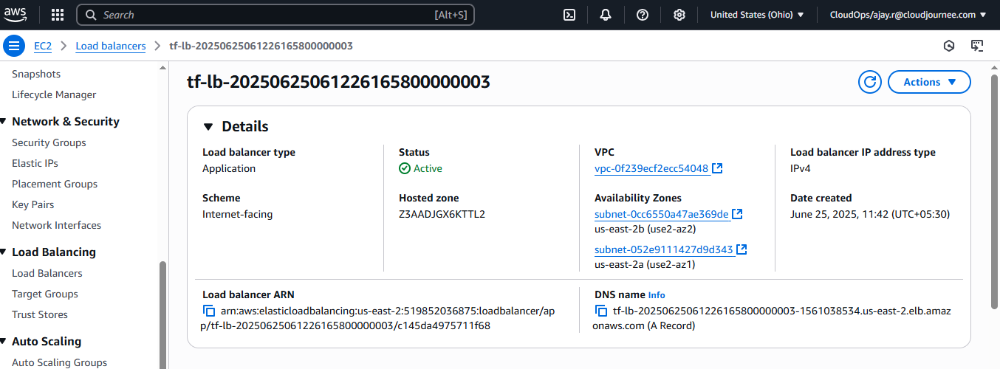 aws
Search [Alt+S]
United States (Ohio)
CloudOps/ajay.r@cloudjournee.com
EC2
Load balancers
tf-lb-20250625061226165800000003
Snapshots
Lifecycle Manager
Network & Security
Security Groups
Elastic IPs
Placement Groups
Key Pairs
Network Interfaces
Load Balancing
Load Balancers
Target Groups
Trust Stores
Auto Scaling
Auto Scaling Groups
tf-lb-20250625061226165800000003
Actions
Details
Load balancer type
Application
Status
Active
VPC
vpc-0f239ecf2ecc54048
Load balancer IP address type
IPv4
Scheme
Internet-facing
Hosted zone
Z3AADJGX6KTTL2
Availability Zones
subnet-0cc6550a47ae369de
us-east-2b (use2-az2)
subnet-052e9111427d9d343
us-east-2a (use2-az1)
Date created
June 25, 2025, 11:42 (UTC+05:30)
Load balancer ARN
arn:aws:elasticloadbalancing:us-east-2:519852036875:loadbalancer/ap
p/tf-lb-20250625061226165800000003/c145da4975711f68
DNS name Info
tf-lb-20250625061226165800000003-1561038534.us-east-2.elb.amaz
onaws.com (A Record)